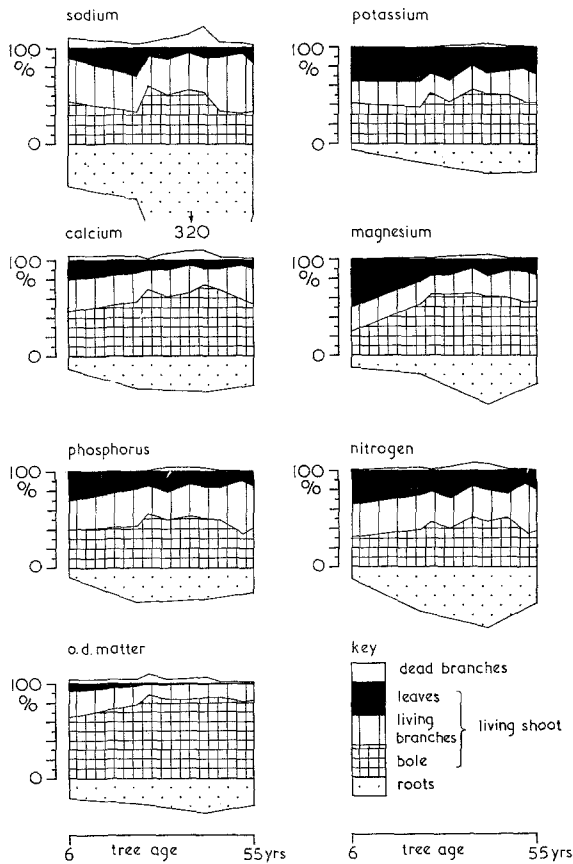 sodium
potassium
100
%
0
100
%
0
320
calcium
magnesium
100
%
0
100
%
0
phosphorus
nitrogen
100
%
0
100
%
0
o.d. matter
key
100
%
0
dead branches
leaves
living
branches
living shoot
bole
roots
6 tree age 55 yrs
6 tree age 55 yrs